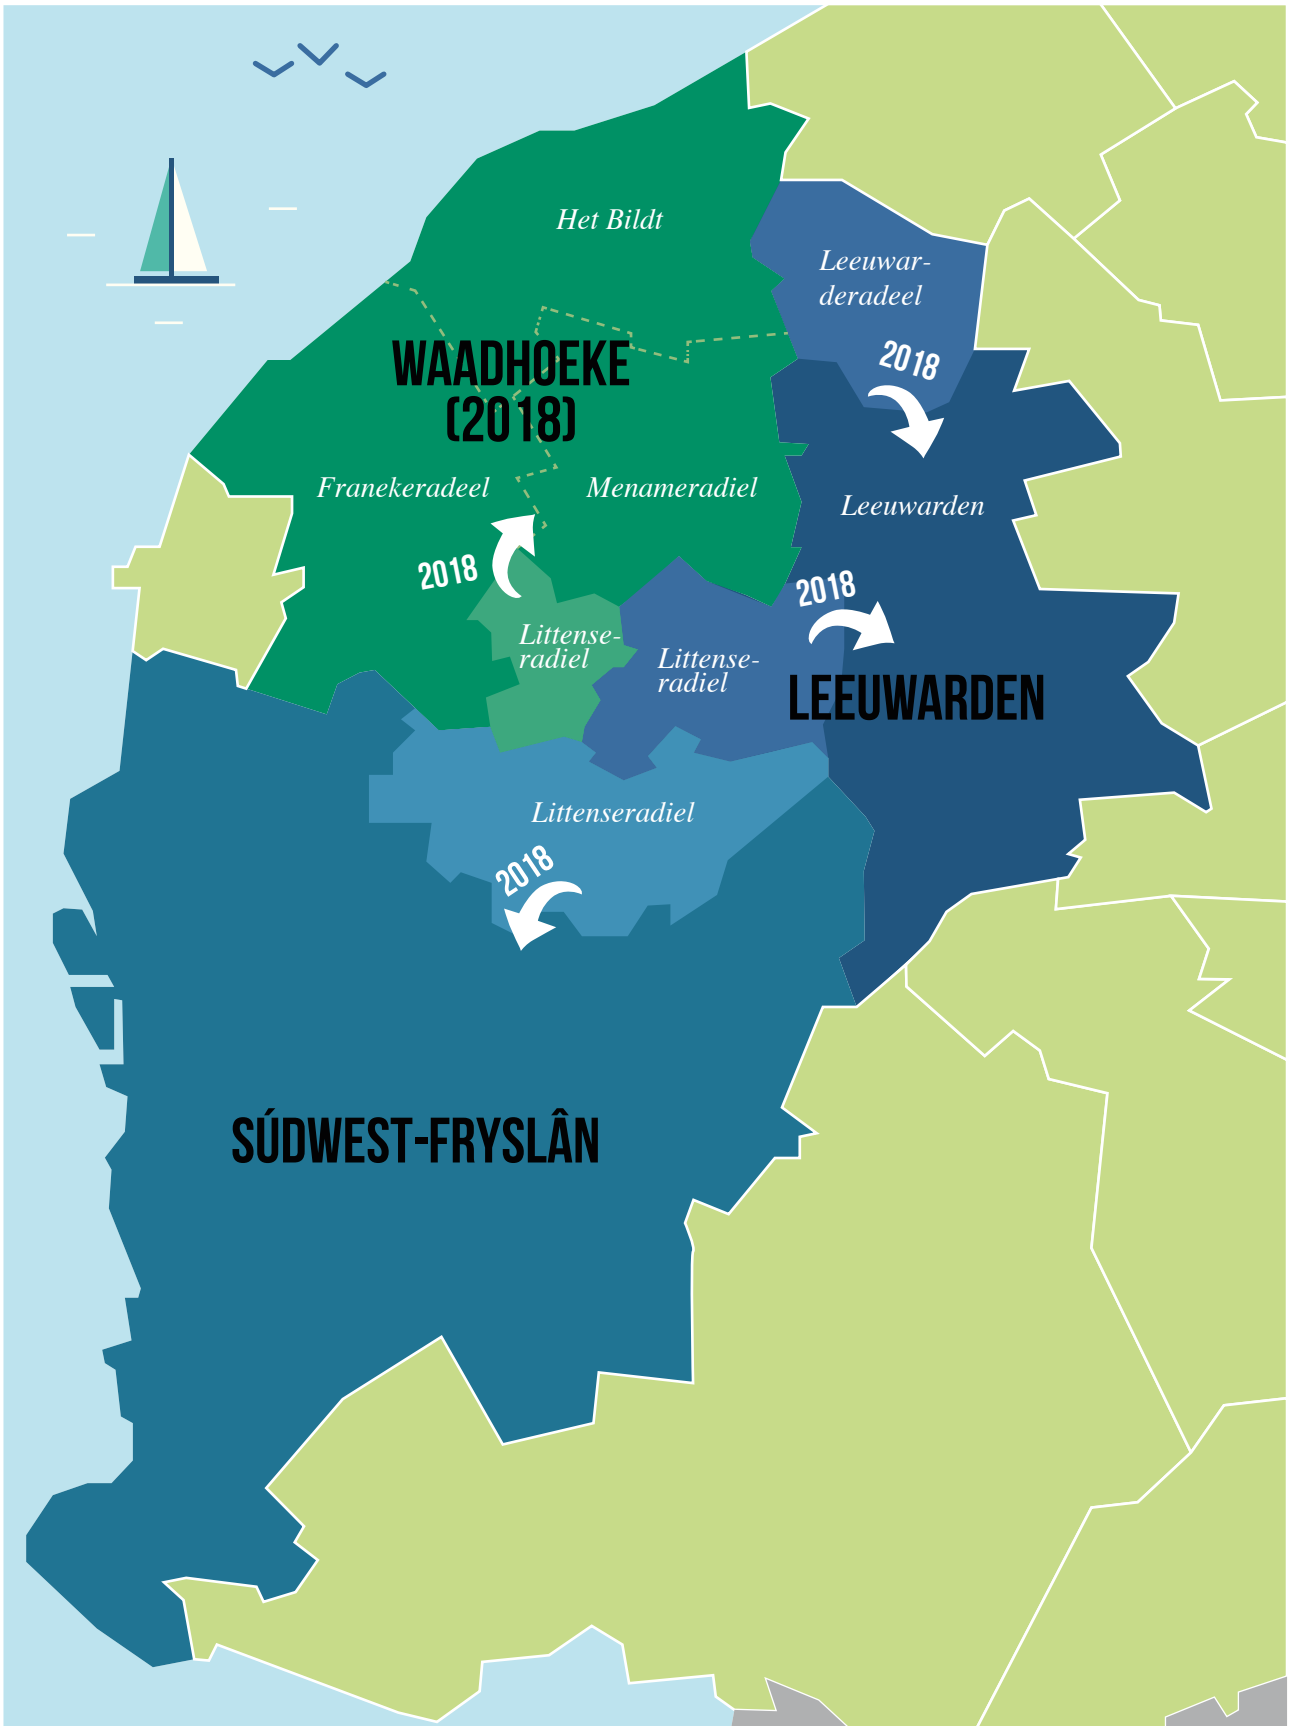 Het Bildt
Leeuwar-
deradeel
2018
WAADHOEKE
(2018)
Franekeradeel
Menameradiel
Leeuwarden
2018
2018
Littense-
radiel
Littense-
radiel
LEEUWARDEN
Littenseradiel
2018
SÚDWEST-FRYSLÂN